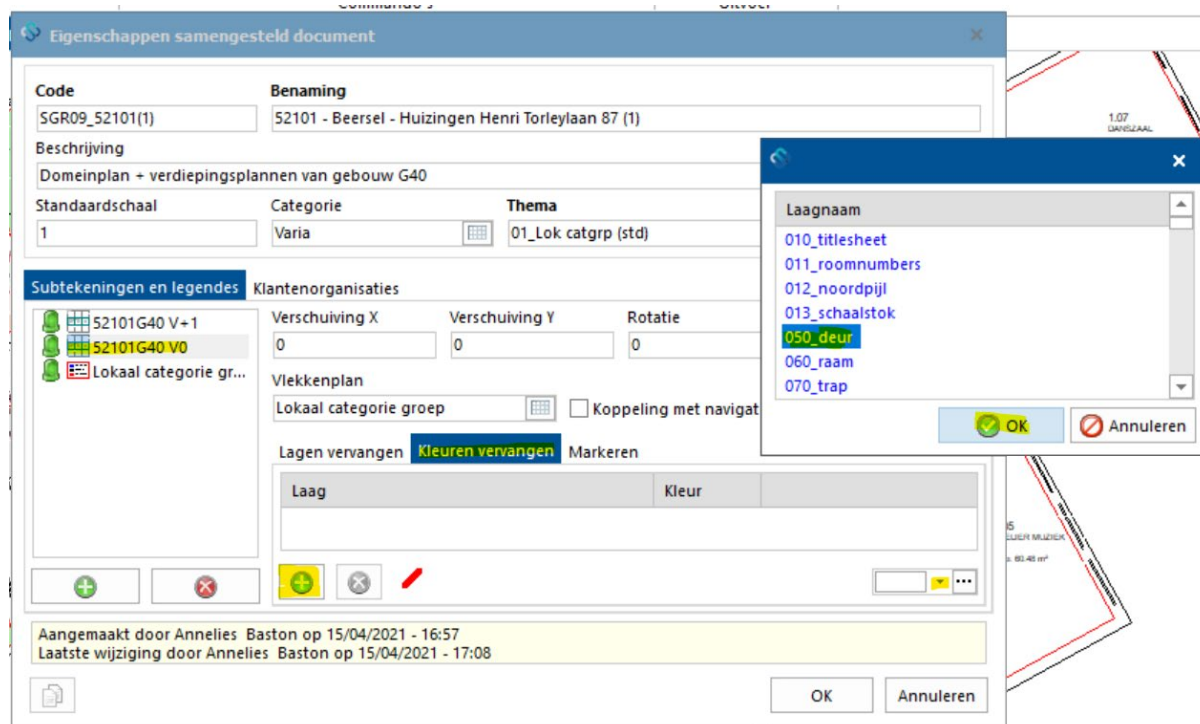 Eigenschappen samengesteld document
Code
Benaming
SGR09_52101(1)
52101 - Beersel - Huizingen Henri Torleylaan 87 (1)
Beschrijving
Domeinplan + verdiepingsplannen van gebouw G40
Standaardschaal
Categorie
Thema
1
Varia
01_Lok catgrp (std)
Subtekeningen en legendes
Klantenorganisaties
52101G40 V+1
52101G40 V0
Lokaal categorie gr...
Verschuiving X
Verschuiving Y
Rotatie
0
0
0
Vlekkenplan
Lokaal categorie groep
Koppeling met navigat
Lagen vervangen
Kleuren vervangen
Markeren
Laag
Kleur
Aangemaakt door Annelies Baston op 15/04/2021 - 16:57
Laatste wijziging door Annelies Baston op 15/04/2021 - 17:08
OK
Annuleren
1.07
DANSZAAL
Laagnaam
010_titlesheet
011_roomnumbers
012_noordpijl
013_schaalstok
050_deur
060_raam
070_trap
OK
Annuleren
MUZIEK
60.48 m²